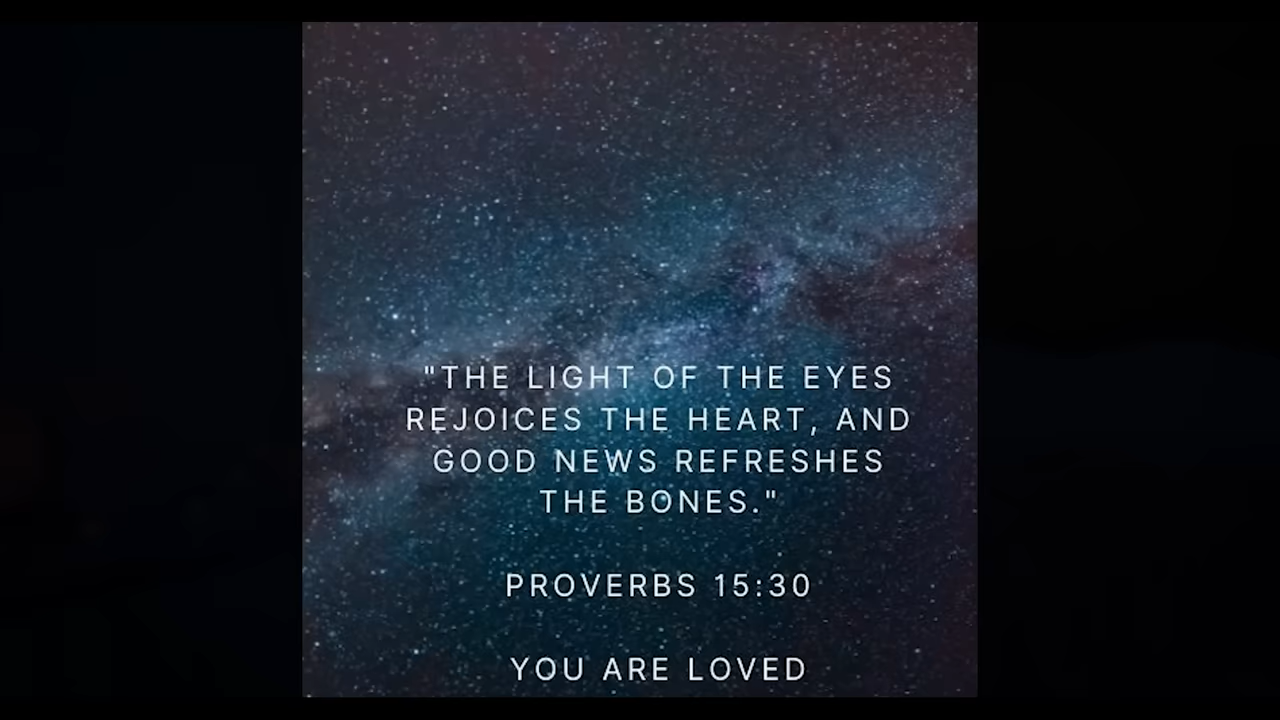 "THE LIGHT OF THE EYES
REJOICES THE HEART, AND
GOOD NEWS REFRESHES
THE BONES."
PROVERBS 15:30
YOU ARE LOVED